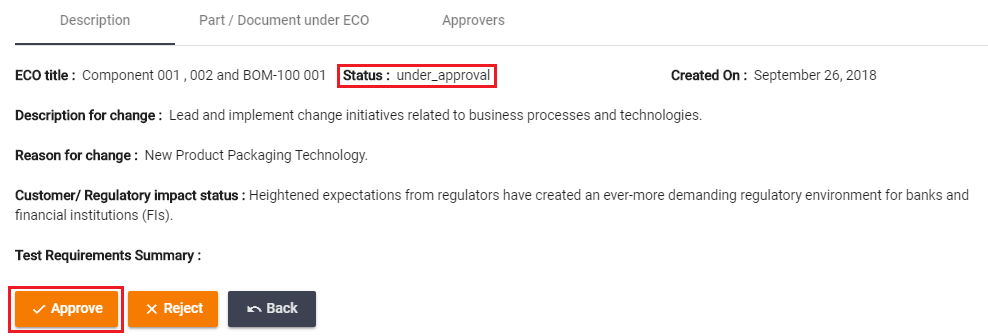 Description Part / Document under ECO Approvers
ECO title : Component 001 , 002 and BOM-100 001 Status : under_approval Created On : September 26, 2018
Description for change : Lead and implement change initiatives related to business processes and technologies.
Reason for change : New Product Packaging Technology.
Customer/ Regulatory impact status : Heightened expectations from regulators have created an ever-more demanding regulatory environment for banks and
financial institutions (FIs).
Test Requirements Summary :
Approve Reject Back